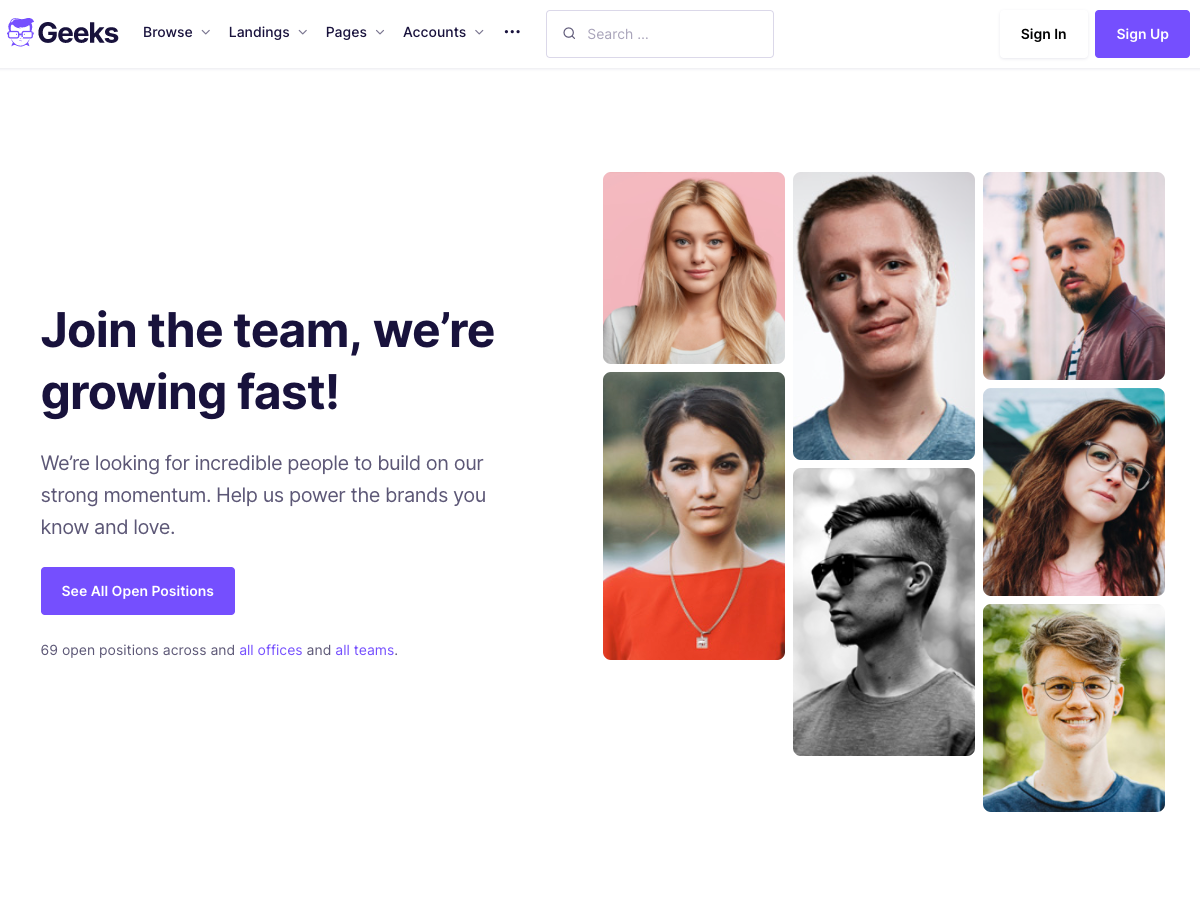 Geeks
Browse
Landings
Pages
Accounts
Search ...
Sign In
Sign Up
Join the team, we’re
growing fast!
We’re looking for incredible people to build on our
strong momentum. Help us power the brands you
know and love.
See All Open Positions
69 open positions across and all offices and all teams.